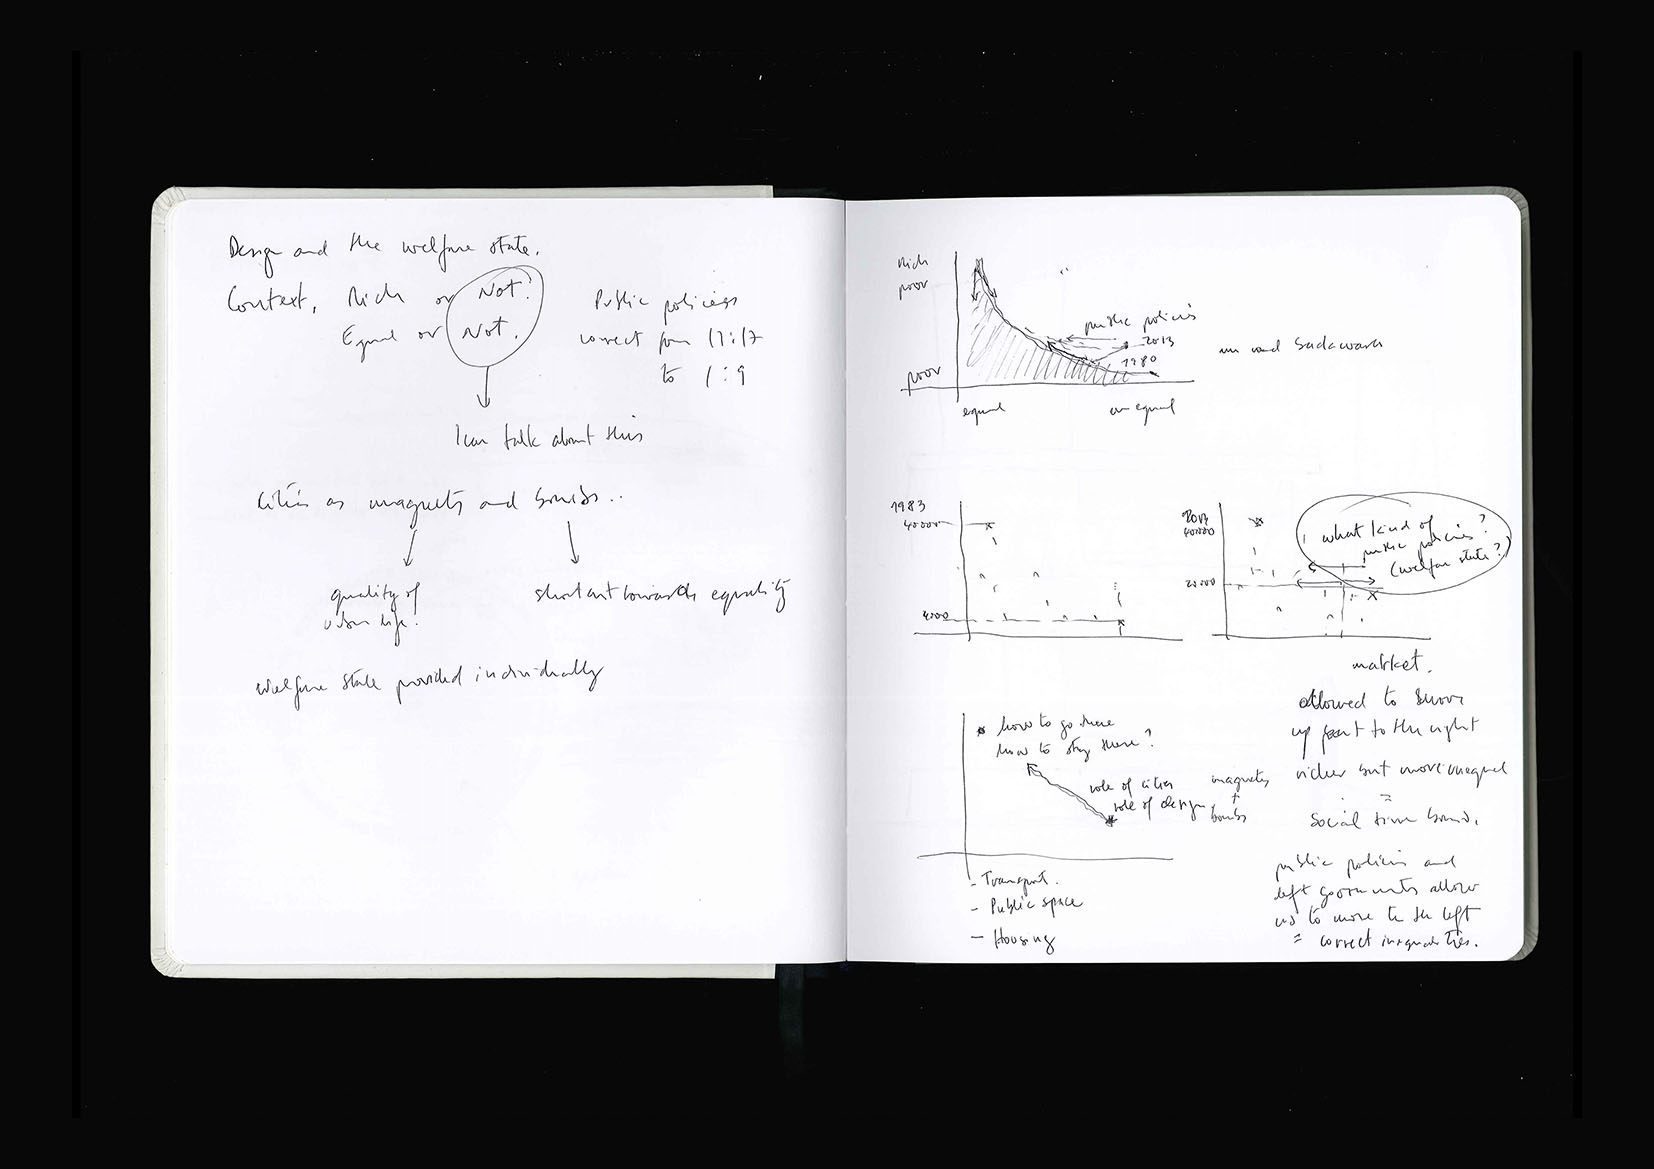 Design and the welfare state.
Context, Rich or Not?
Equal or Not.
Public policies
correct from 1:17
to 1:9
I can talk about this
Cities as magnets and bombs..
quality of
urban life.
shortcut towards equality
Welfare state provided individually
Rich
poor
poor
equal
un equal
public policies
2013
1980
1983
40000
4000
2013
40000
20000
what kind of
public policies?
(welfare state?)
market.
allowed to move
up part to the right
richer but more unequal
=
social time bomb.
public policies and
left governments allow
us to move to the left
= correct inequalities.
how to go there
how to stay there?
role of cities
role of design
magnets
+
bombs
- Transport.
- Public space
- Housing